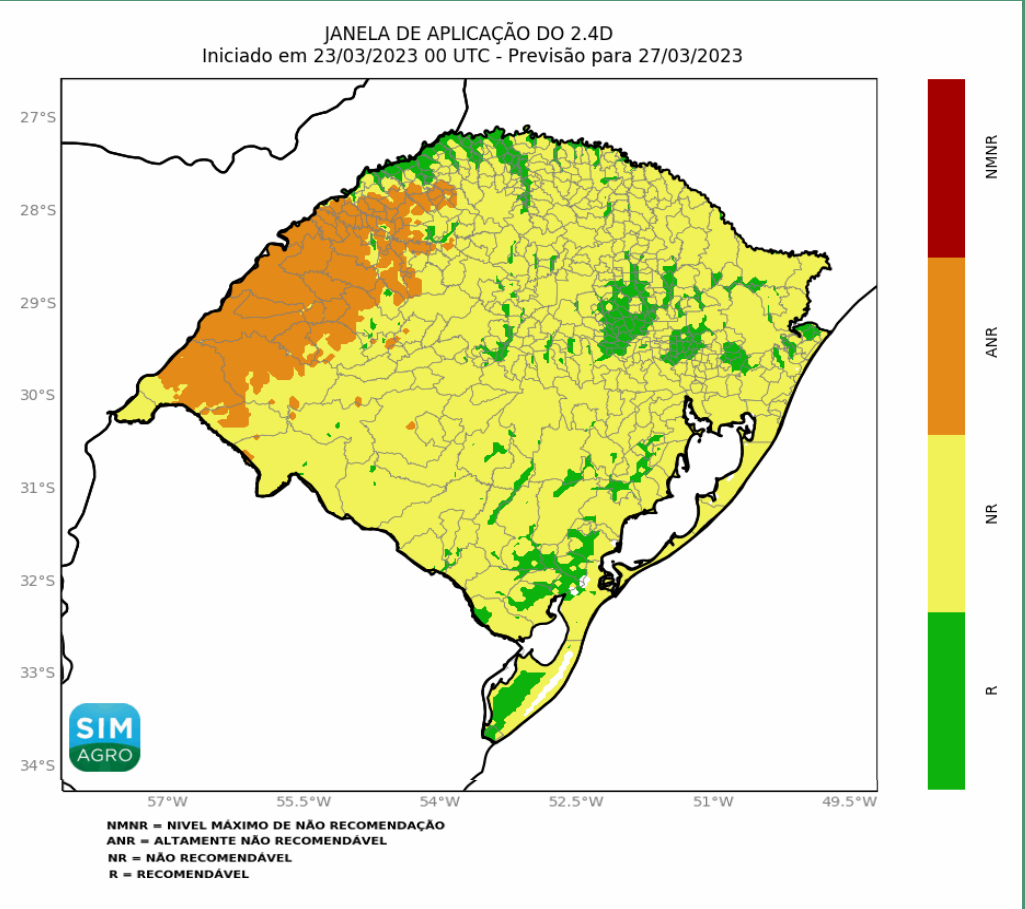 JANELA DE APLICAÇÃO DO 2.4D
Iniciado em 23/03/2023 00 UTC - Previsão para 27/03/2023
27°S
28°S
29°S
30°S
31°S
32°S
33°S
34°S
57°W
55.5°W
54°W
52.5°W
51°W
49.5°W
NMNR
ANR
NR
R
SIM
AGRO
NMNR = NIVEL MÁXIMO DE NÃO RECOMENDAÇÃO
ANR = ALTAMENTE NÃO RECOMENDÁVEL
NR = NÃO RECOMENDÁVEL
R = RECOMENDÁVEL